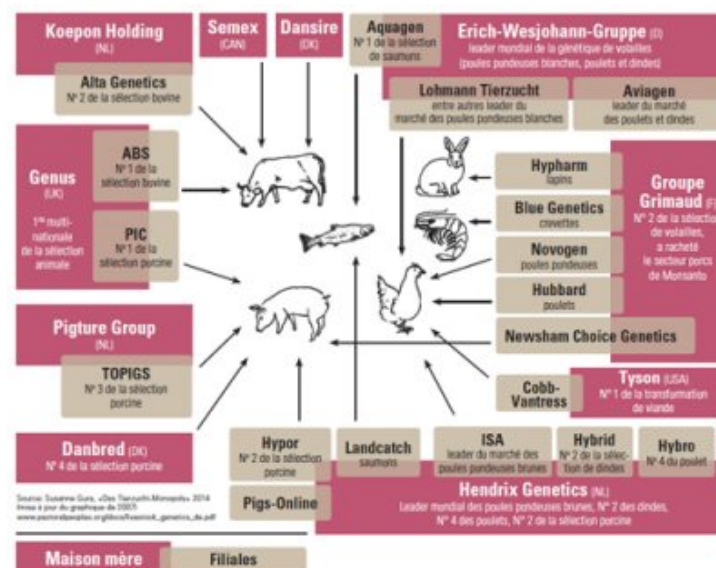 Koepon Holding
(NL)
Alta Genetics
N° 2 de la sélection bovine
Semex
(CAN)
Dansire
(DK)
Aquagen
N° 1 de la sélection
de saumons
Erich-Wesjohann-Gruppe (D)
leader mondial de la génétique de volailles
(poules pondeuses blanches, poulets et dindes)
Lohmann Tierzucht
entre autres leader du
marché des poules pondeuses blanches
Aviagen
leader du marché
des poulets et dindes
Genus
(UK)
1re multi-
nationale
de la sélection
animale
ABS
N° 1 de la
sélection bovine
PIC
N° 1 de la
sélection porcine
Hypharm
lapins
Blue Genetics
crevettes
Novogen
poules pondeuses
Hubbard
poulets
Newsham Choice Genetics
Groupe
Grimaud (F)
N° 2 de la sélection
de volailles,
a racheté
le secteur porcs
de Monsanto
Pigture Group
(NL)
TOPIGS
N° 3 de la sélection
porcine
Cobb-
Vantress
Tyson (USA)
N° 1 de la transformation
de viande
Danbred (DK)
N° 4 de la sélection porcine
Hypor
N° 2 de la sélection
porcine
Pigs-Online
Landcatch
saumons
ISA
leader du marché des
poules pondeuses brunes
Hybrid
N° 2 de la sélec-
tion de dindes
Hybro
N° 4 du poulet
Hendrix Genetics (NL)
Leader mondial des poules pondeuses brunes, N° 2 des dindes,
N° 4 des poulets, N° 2 de la sélection porcine
Source: Susanne Gura, «Das Tierzucht-Monopoly» 2014
(mise à jour du graphique de 2007)
Maison mère
Filiales